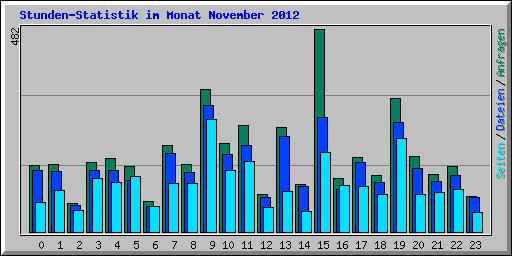 Stunden-Statistik im Monat November 2012
482
Seiten / Dateien / Anfragen
0 1 2 3 4 5 6 7 8 9 10 11 12 13 14 15 16 17 18 19 20 21 22 23